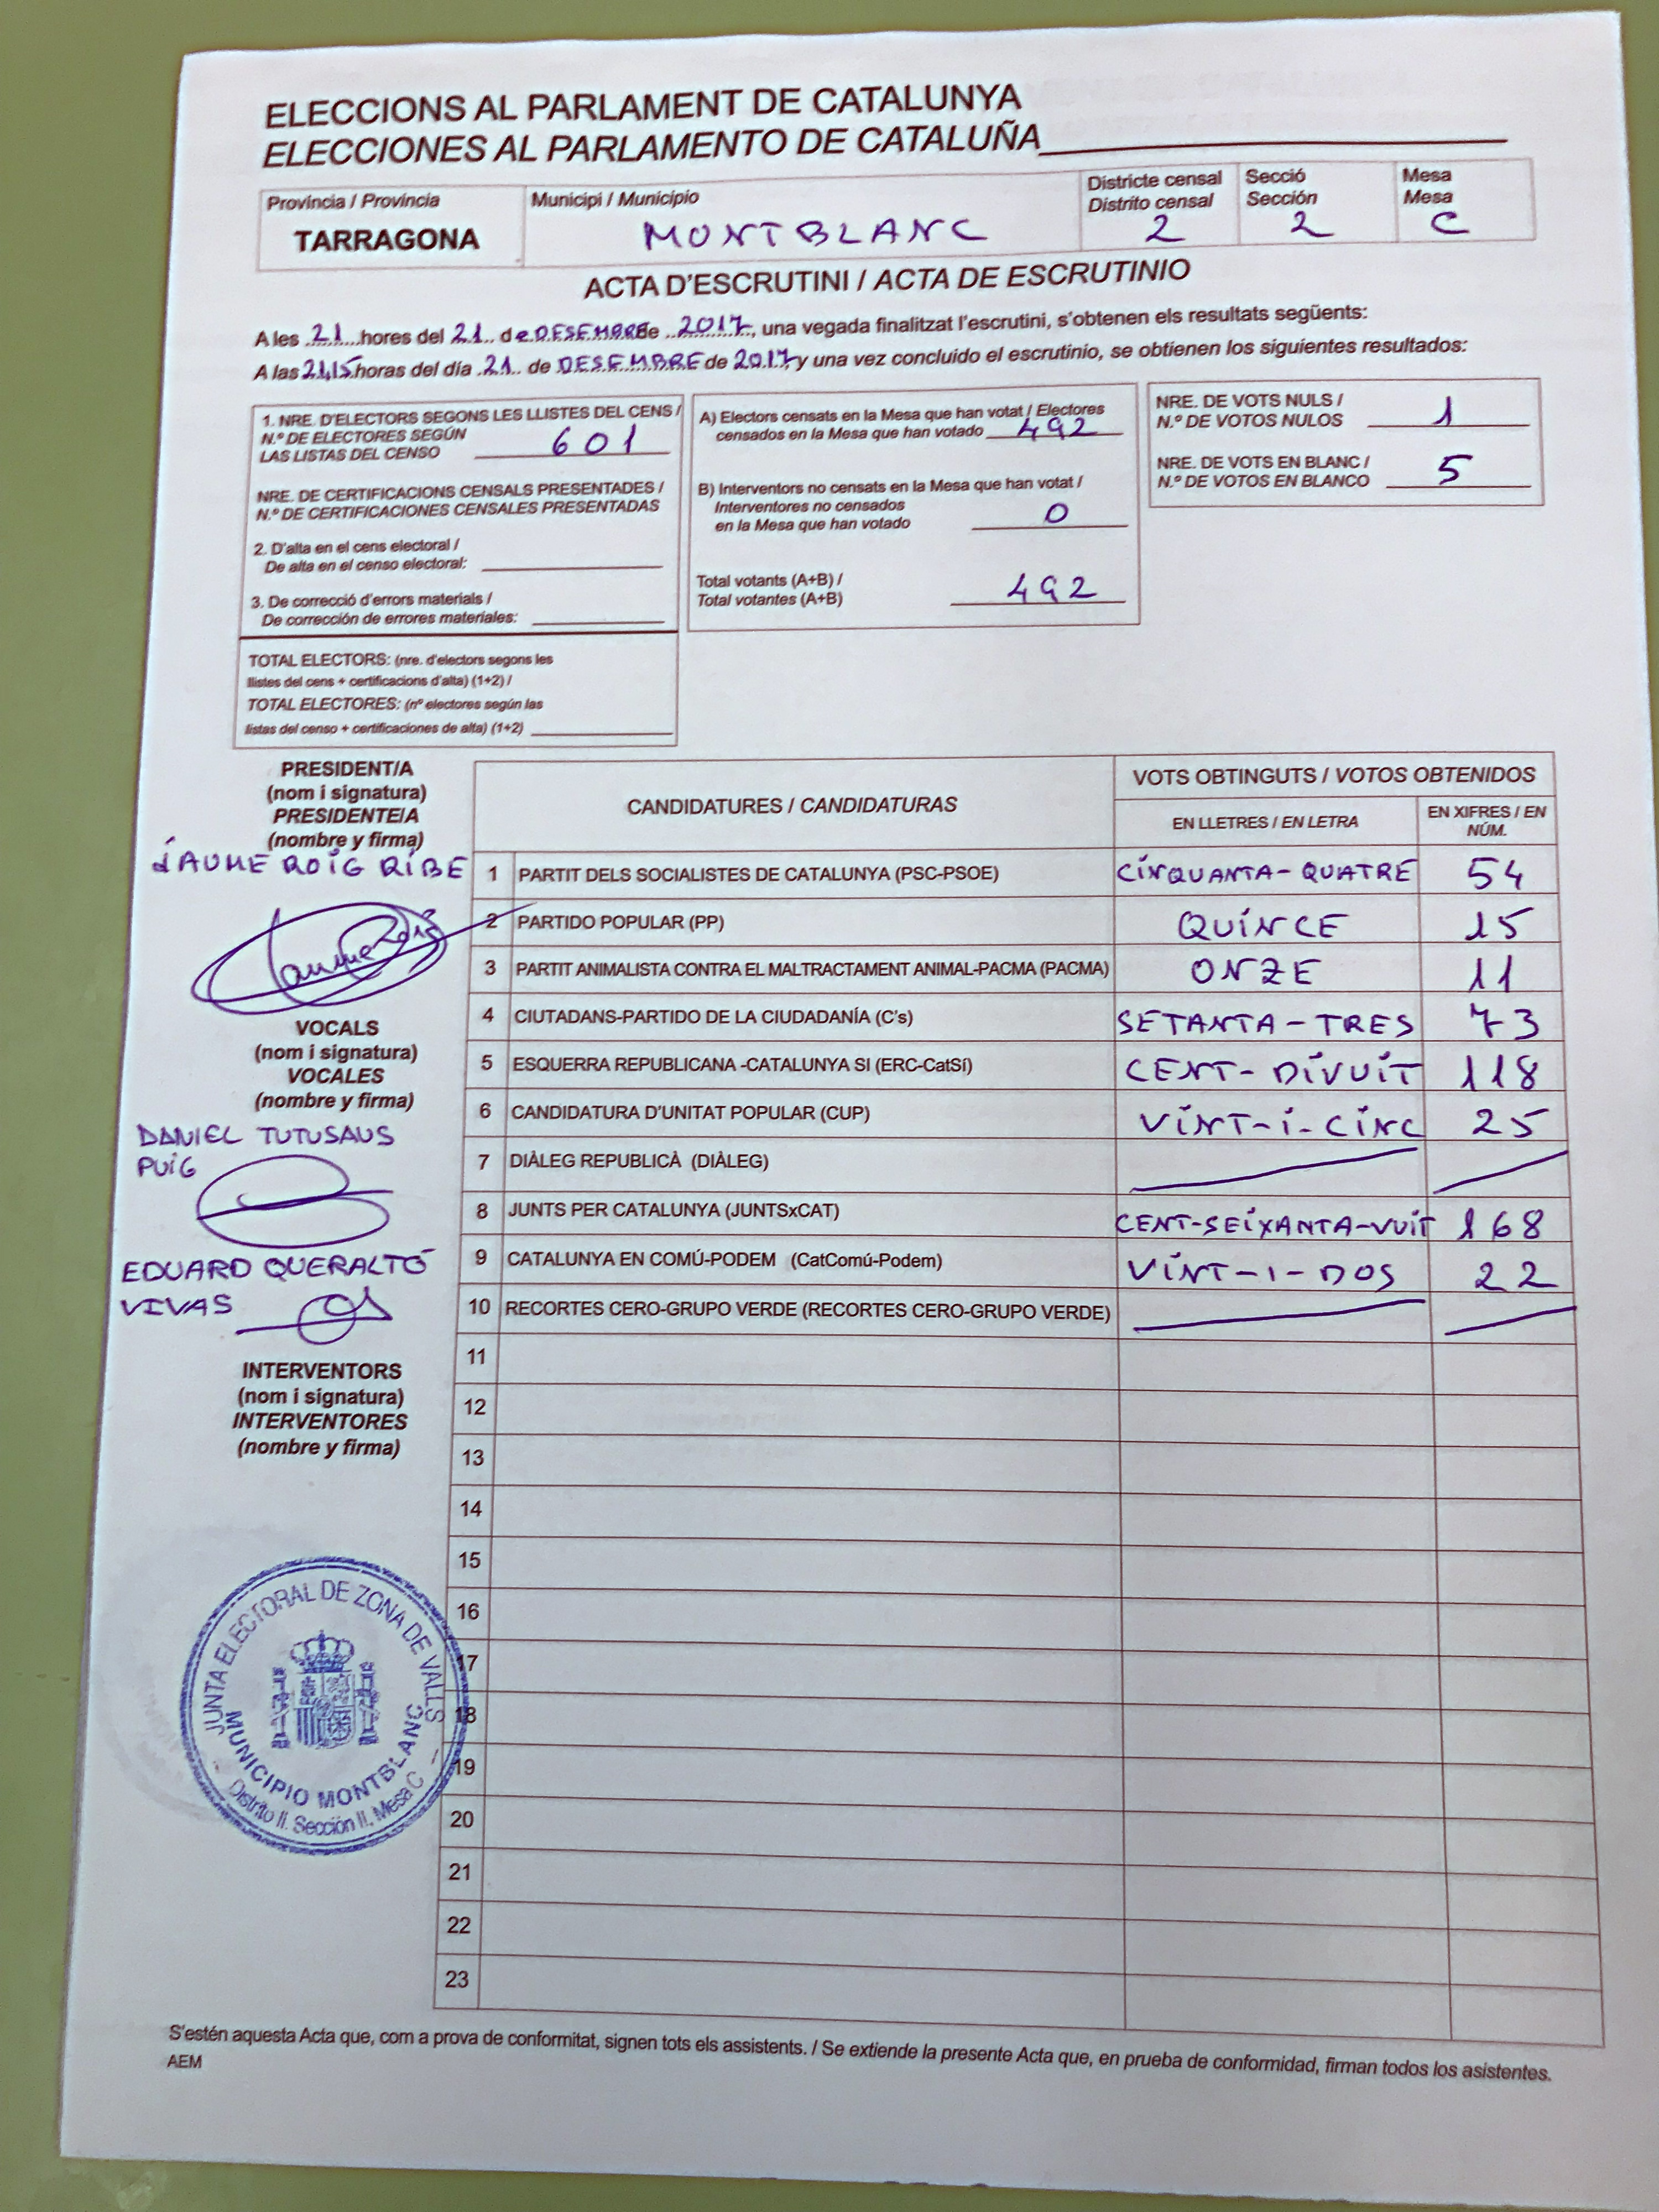 ELECCIONS AL PARLAMENT DE CATALUNYA
ELECCIONES AL PARLAMENTO DE CATALUÑA
Província / Provincia
TARRAGONA
Municipi / Municipio
MONTBLANC
Districte censal
Distrito censal
2
Secció
Sección
2
Mesa
Mesa
C
ACTA D'ESCRUTINI / ACTA DE ESCRUTINIO
A les 21 hores del 21 de DESEMBRE de 2017, una vegada finalitzat l'escrutini, s'obtenen els resultats següents:
A las 21,15 horas del día 21 de DESEMBRE de 2017, y una vez concluido el escrutinio, se obtienen los siguientes resultados:
1. NRE. D'ELECTORS SEGONS LES LLISTES DEL CENS /
N.º DE ELECTORES SEGÚN
LAS LISTAS DEL CENSO 601
NRE. DE CERTIFICACIONS CENSALS PRESENTADES /
N.º DE CERTIFICACIONES CENSALES PRESENTADAS
2. D'alta en el cens electoral /
De alta en el censo electoral:
3. De correcció d'errors materials /
De corrección de errores materiales:
TOTAL ELECTORS: (nre. d'electors segons les
llistes del cens + certificacions d'alta) (1+2) /
TOTAL ELECTORES: (nº electores según las
listas del censo + certificaciones de alta) (1+2)
A) Electors censats en la Mesa que han votat / Electores
censados en la Mesa que han votado 492
B) Interventors no censats en la Mesa que han votat /
Interventores no censados
en la Mesa que han votado 0
Total votants (A+B) /
Total votantes (A+B) 492
NRE. DE VOTS NULS /
N.º DE VOTOS NULOS 1
NRE. DE VOTS EN BLANC /
N.º DE VOTOS EN BLANCO 5
PRESIDENT/A
(nom i signatura)
PRESIDENTE/A
(nombre y firma)
JAUME ROIG RIBE
Jaume Roig
VOCALS
(nom i signatura)
VOCALES
(nombre y firma)
DANIEL TUTUSAUS
PUIG
EDUARD QUERALTÓ
VIVAS
INTERVENTORS
(nom i signatura)
INTERVENTORES
(nombre y firma)
CANDIDATURES / CANDIDATURAS
VOTS OBTINGUTS / VOTOS OBTENIDOS
EN LLETRES / EN LETRA
EN XIFRES / EN
NÚM.
1 PARTIT DELS SOCIALISTES DE CATALUNYA (PSC-PSOE) CINQUANTA-QUATRE 54
2 PARTIDO POPULAR (PP) QUINCE 15
3 PARTIT ANIMALISTA CONTRA EL MALTRACTAMENT ANIMAL-PACMA (PACMA) ONZE 11
4 CIUTADANS-PARTIDO DE LA CIUDADANÍA (C's) SETANTA-TRES 73
5 ESQUERRA REPUBLICANA -CATALUNYA SI (ERC-CatSí) CENT-DIVUIT 118
6 CANDIDATURA D'UNITAT POPULAR (CUP) VINT-I-CINC 25
7 DIÀLEG REPUBLICÀ (DIÀLEG)
8 JUNTS PER CATALUNYA (JUNTSxCAT) CENT-SEIXANTA-VUIT 168
9 CATALUNYA EN COMÚ-PODEM (CatComú-Podem) VINT-I-DOS 22
10 RECORTES CERO-GRUPO VERDE (RECORTES CERO-GRUPO VERDE)
11
12
13
14
15
16
17
18
19
20
21
22
23
JUNTA ELECTORAL DE ZONA DE VALLS
MUNICIPIO MONTBLANC
Distrito II. Sección II. Mesa C
S'estén aquesta Acta que, com a prova de conformitat, signen tots els assistents. / Se extiende la presente Acta que, en prueba de conformidad, firman todos los asistentes.
AEM